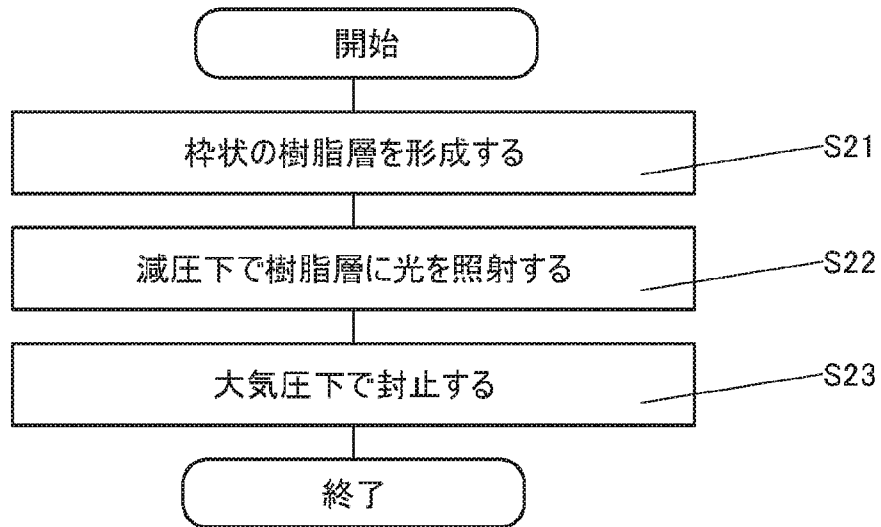 開始
枠状の樹脂層を形成する
S21
減圧下で樹脂層に光を照射する
S22
大気圧下で封止する
S23
終了